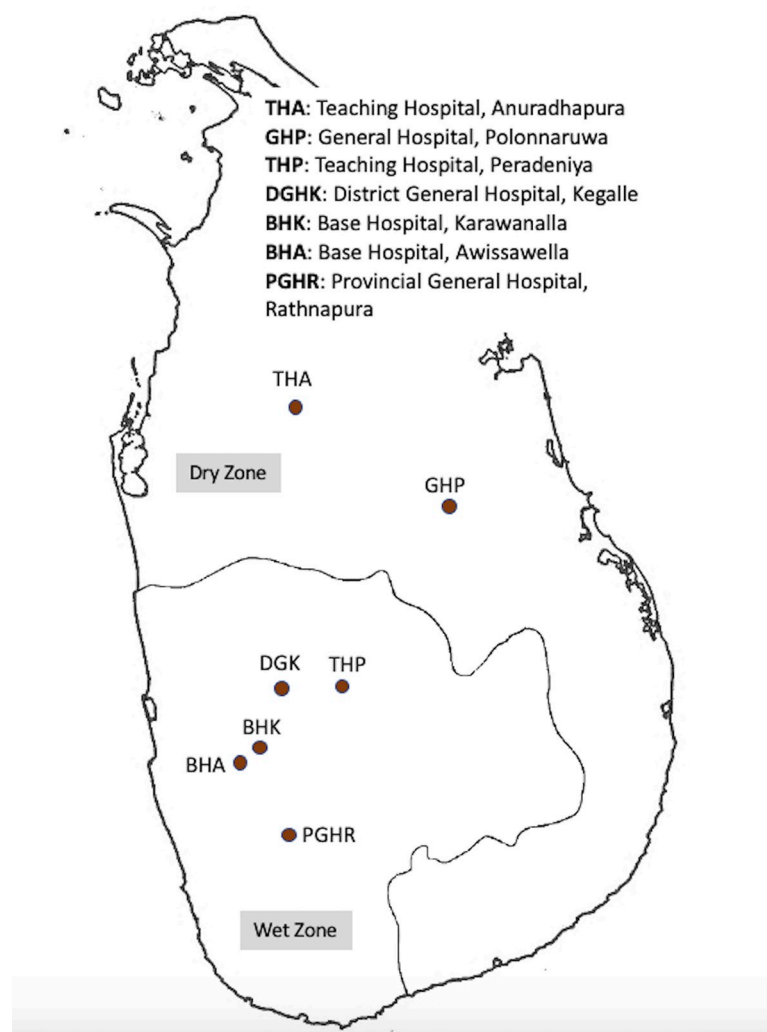 THA: Teaching Hospital, Anuradhapura
GHP: General Hospital, Polonnaruwa
THP: Teaching Hospital, Peradeniya
DGHK: District General Hospital, Kegalle
BHK: Base Hospital, Karawanalla
BHA: Base Hospital, Awissawella
PGHR: Provincial General Hospital,
Rathnapura
THA
Dry Zone
GHP
DGK THP
BHK
BHA
PGHR
Wet Zone